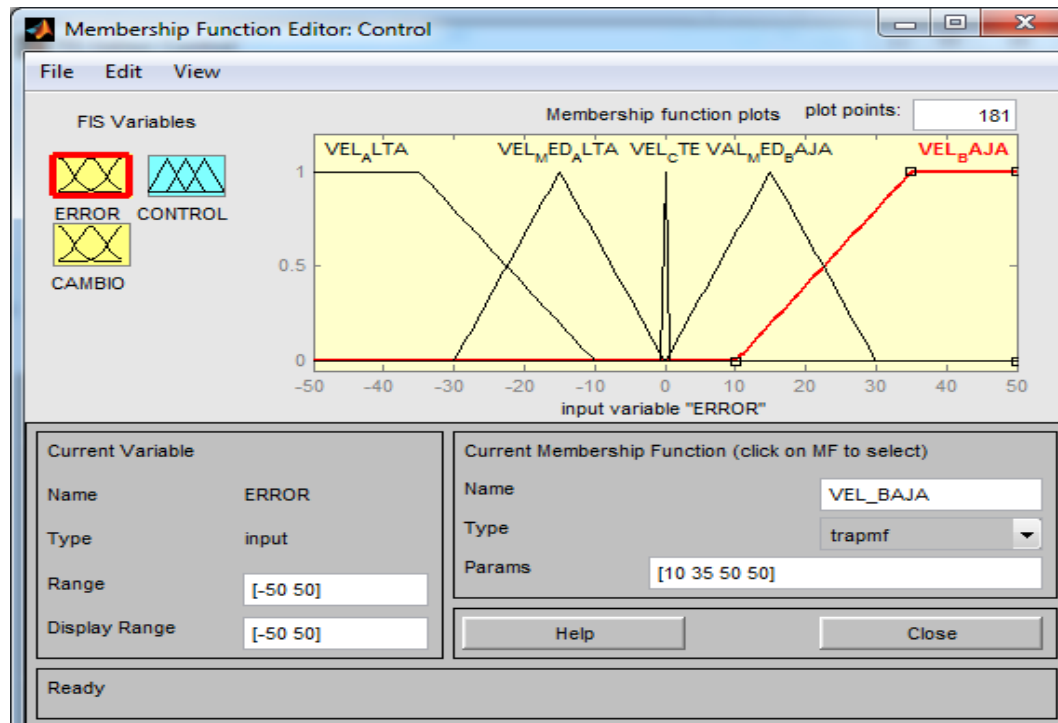 Membership Function Editor: Control
File Edit View
FIS Variables
Membership function plots plot points: 181
ERROR CONTROL
CAMBIO
VEL_ALTA VEL_MED_ALTA VEL_CTE VAL_MED_BAJA VEL_BAJA
1
0.5
0
-50 -40 -30 -20 -10 0 10 20 30 40 50
input variable "ERROR"
Current Variable
Name ERROR
Type input
Range [-50 50]
Display Range [-50 50]
Current Membership Function (click on MF to select)
Name VEL_BAJA
Type trapmf
Params [10 35 50 50]
Help Close
Ready